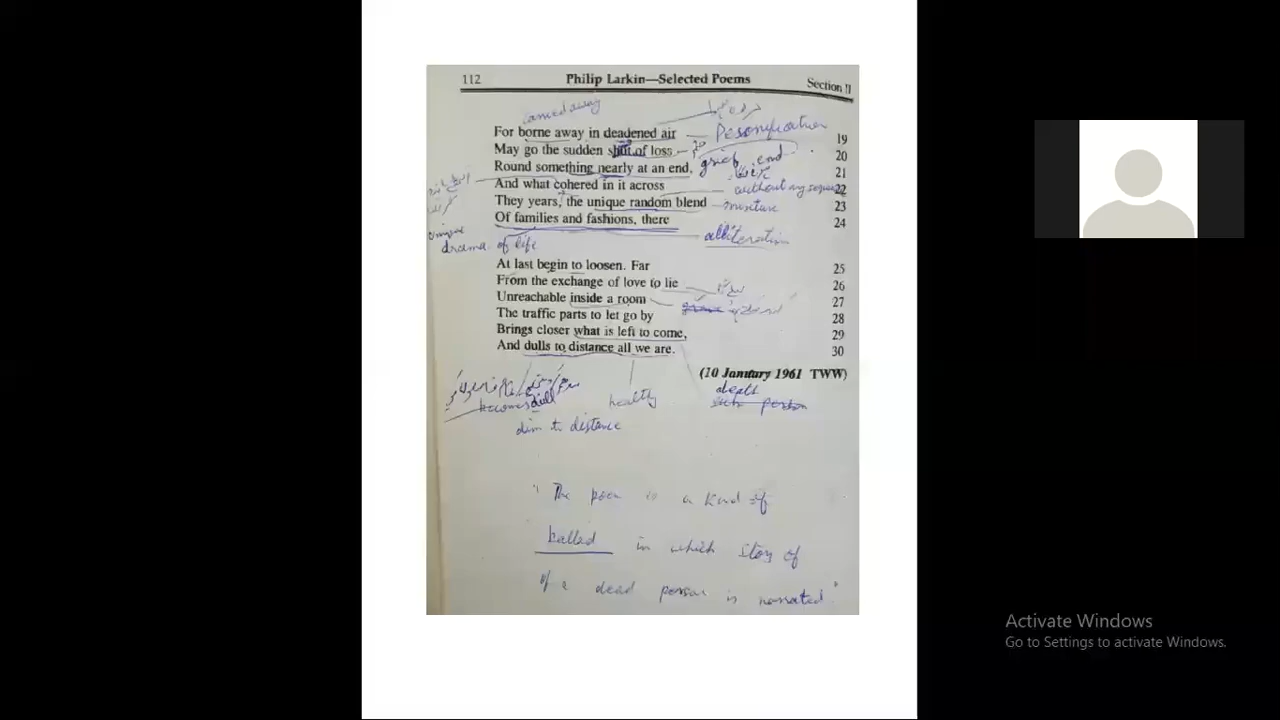 112 Philip Larkin—Selected Poems Section II
carried away
For borne away in deadened air 19
Pesonification
May go the sudden shut of loss 20
grief end
Round something nearly at an end, 21
And what cohered in it across 22
without any
They years, the unique random blend 23
mixture
Of families and fashions, there 24
unique
drama of life
alliteration
At last begin to loosen. Far 25
From the exchange of love to lie 26
Unreachable inside a room 27
The traffic parts to let go by 28
Brings closer what is left to come, 29
And dulls to distance all we are. 30
(10 January 1961 TWW)
death
becomes dull
healthy
person
dim to distance
"The poem is a kind of
ballad in which story of
of a dead person is narrated"
Activate Windows
Go to Settings to activate Windows.